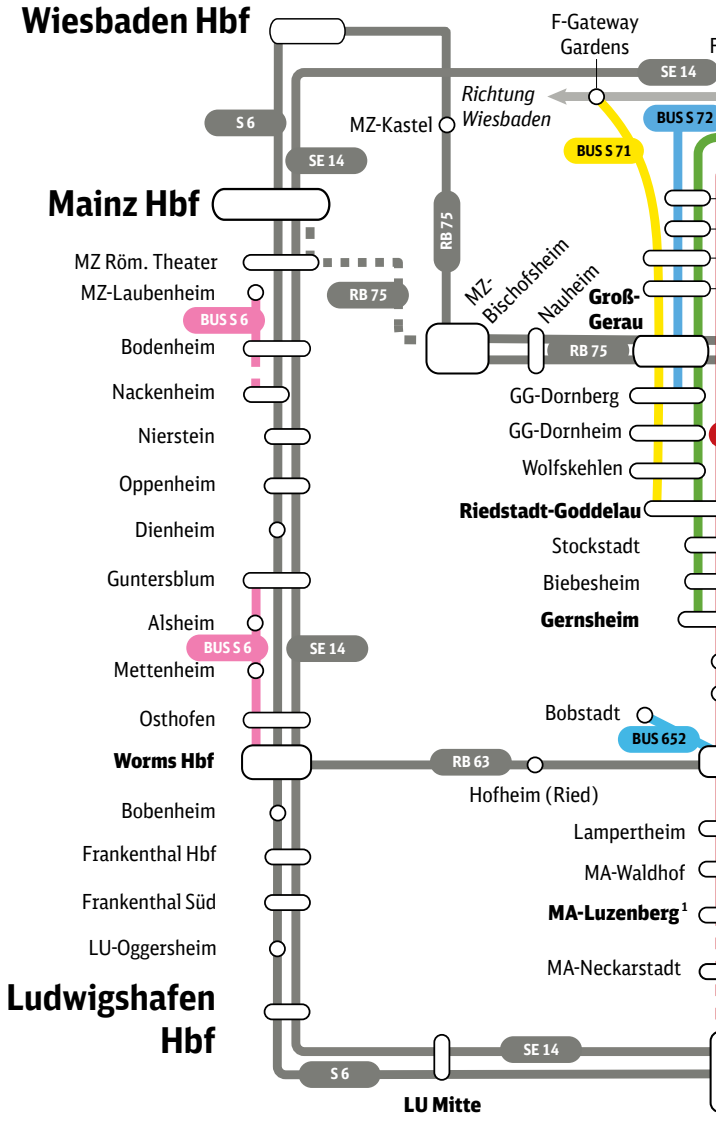 Wiesbaden Hbf
F-Gateway
Gardens
F
SE 14
Richtung
Wiesbaden
BUS S 72
S 6
MZ-Kastel
BUS S 71
SE 14
Mainz Hbf
RB 75
MZ Röm. Theater
MZ-Laubenheim
RB 75
MZ-
Bischofsheim
Nauheim
Groß-
Gerau
BUS S 6
Bodenheim
RB 75
Nackenheim
GG-Dornberg
Nierstein
GG-Dornheim
Wolfskehlen
Oppenheim
Riedstadt-Goddelau
Dienheim
Stockstadt
Guntersblum
Biebesheim
Alsheim
Gernsheim
BUS S 6
SE 14
Mettenheim
Osthofen
Bobstadt
BUS 652
Worms Hbf
RB 63
Hofheim (Ried)
Bobenheim
Lampertheim
Frankenthal Hbf
MA-Waldhof
Frankenthal Süd
MA-Luzenberg¹
LU-Oggersheim
MA-Neckarstadt
Ludwigshafen
Hbf
SE 14
S 6
LU Mitte